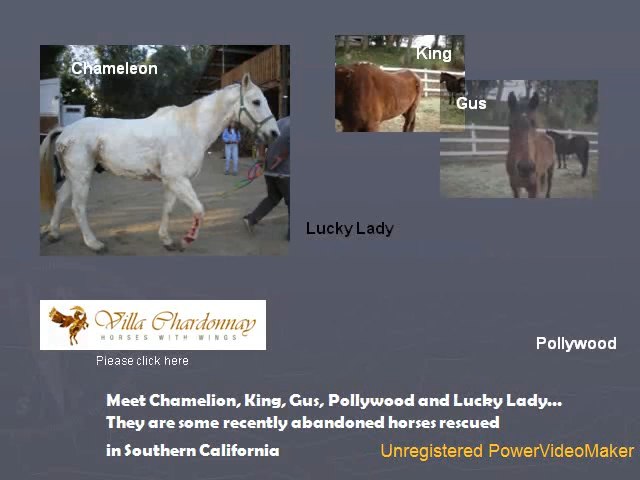 Chameleon
King
Gus
Lucky Lady
Villa Chardonnay
HORSES WITH WINGS
Please click here
Pollywood
Meet Chamelion, King, Gus, Pollywood and Lucky Lady...
They are some recently abandoned horses rescued
in Southern California
Unregistered PowerVideoMaker